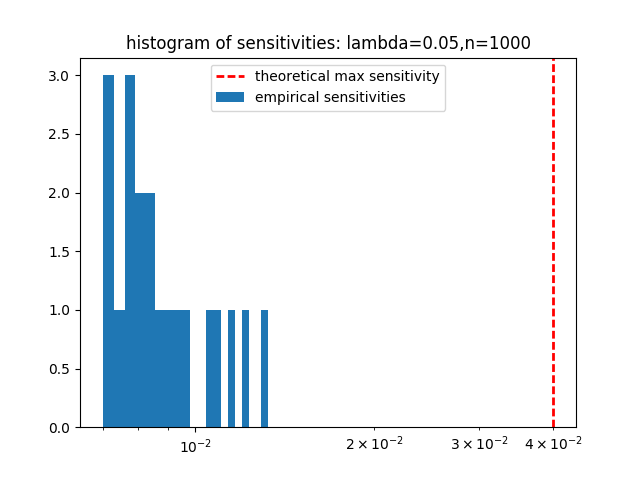 histogram of sensitivities: lambda=0.05,n=1000
theoretical max sensitivity
empirical sensitivities
3.0
2.5
2.0
1.5
1.0
0.5
0.0
10⁻²
2 × 10⁻²
3 × 10⁻²
4 × 10⁻²